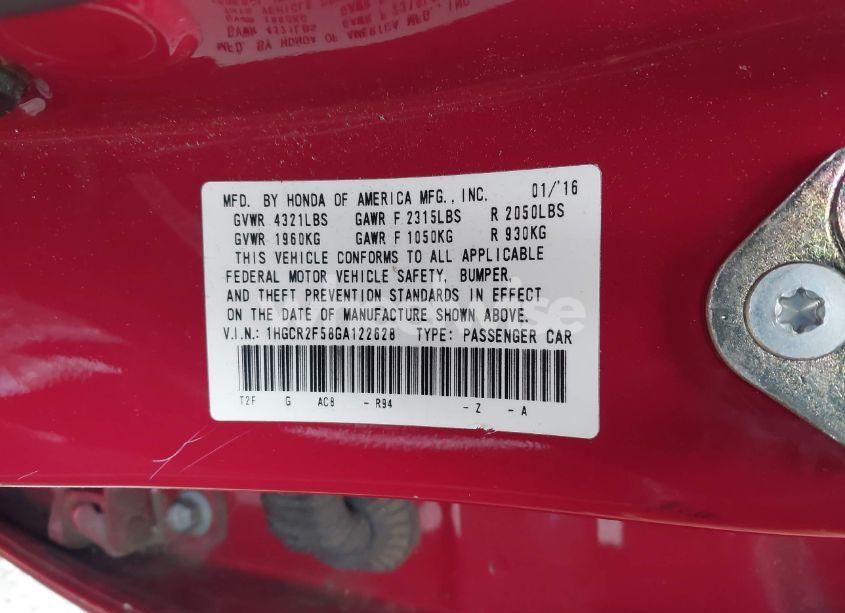 MFD. BY HONDA OF AMERICA MFG., INC. 01/'16
GVWR 4321LBS GAWR F 2315LBS R 2050LBS
GVWR 1960KG GAWR F 1050KG R 930KG
THIS VEHICLE CONFORMS TO ALL APPLICABLE
FEDERAL MOTOR VEHICLE SAFETY, BUMPER,
AND THEFT PREVENTION STANDARDS IN EFFECT
ON THE DATE OF MANUFACTURE SHOWN ABOVE.
V.I.N.: 1HGCR2F58GA122628 TYPE: PASSENGER CAR
T2F G AC8 - R94 - Z - A